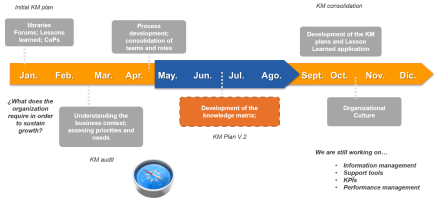 Initial KM plan
KM consolidation
libraries
Forums; Lessons
learned; CoPs
Process
development;
consolidation of
teams and roles
Development of the KM
plans and Lesson
Learned application
Jan. Feb. Mar. Apr. May. Jun. Jul. Ago. Sept. Oct. Nov. Dic.
¿What does the
organization
require in order to
sustain growth?
Understanding the
business context;
assessing priorities and
needs
Development of the
knowledge matrix;
Organizational
Culture
KM Plan V.2
KM audit
We are still working on…
• Information management
• Support tools
• KPIs
• Performance management